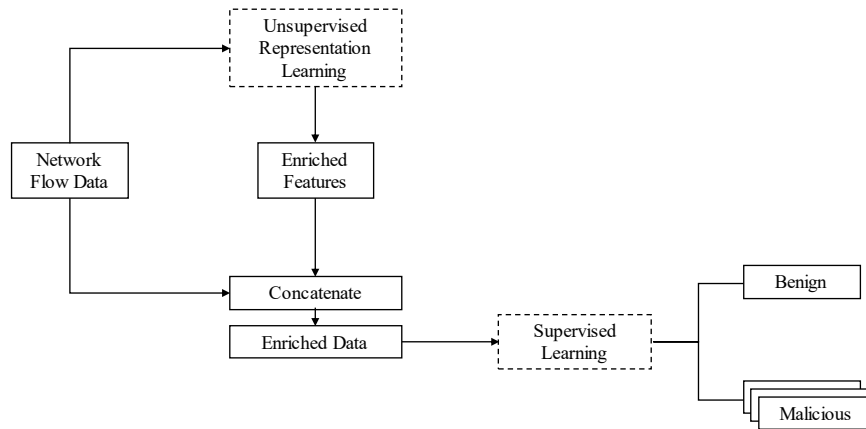 Unsupervised
Representation
Learning
Network
Flow Data
Enriched
Features
Concatenate
Enriched Data
Supervised
Learning
Benign
Malicious